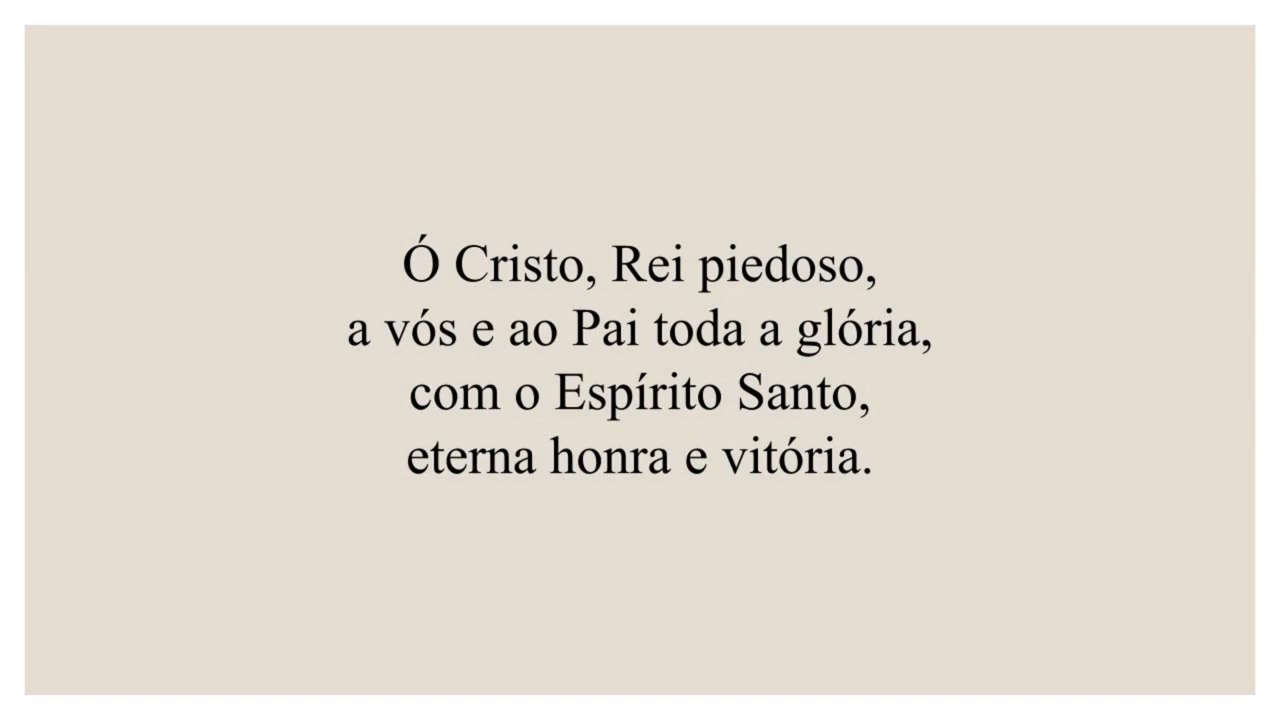 Ó Cristo, Rei piedoso,
a vós e ao Pai toda a glória,
com o Espírito Santo,
eterna honra e vitória.